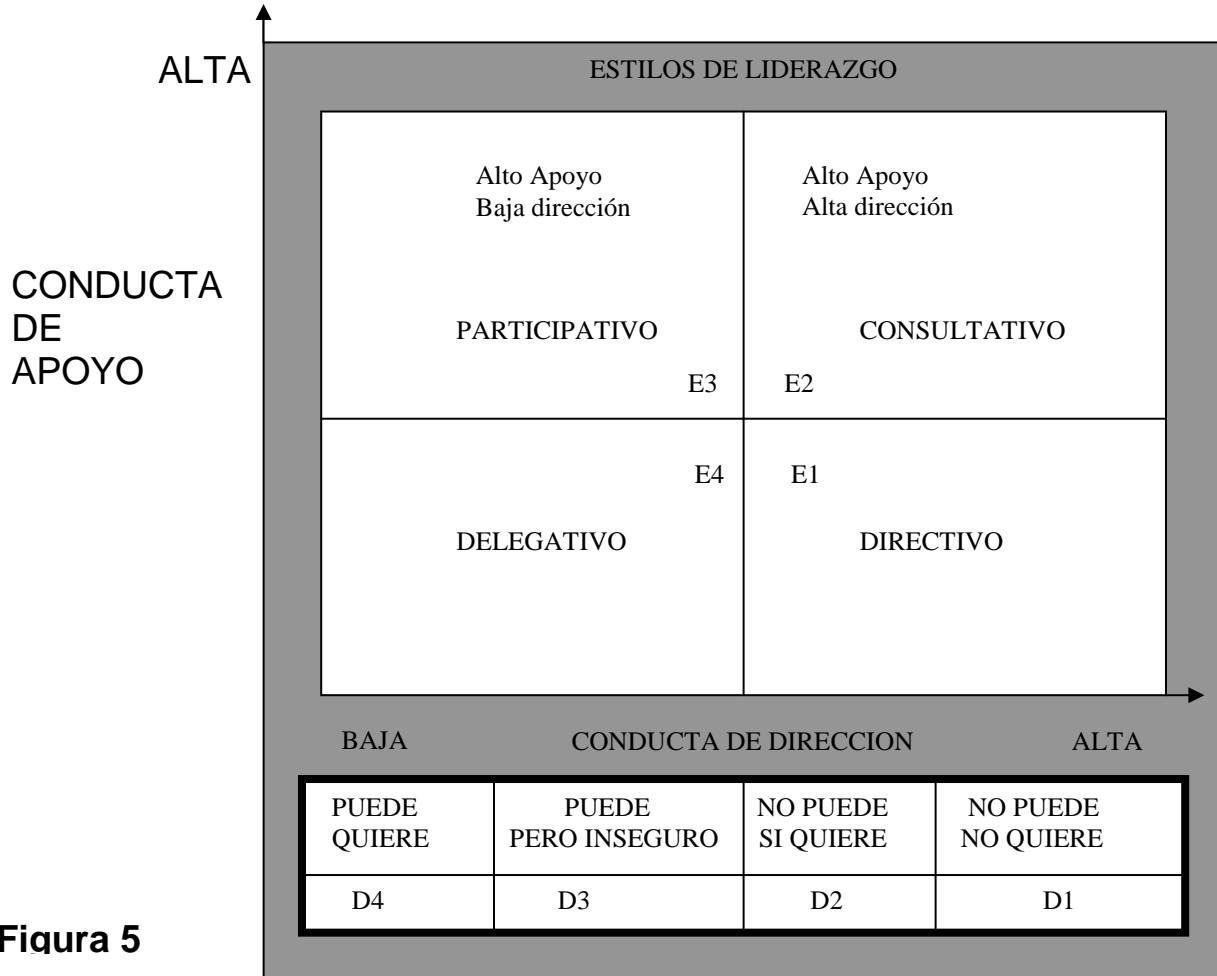 ALTA
ESTILOS DE LIDERAZGO
Alto Apoyo
Baja dirección
Alto Apoyo
Alta dirección
CONDUCTA
DE
APOYO
PARTICIPATIVO
CONSULTATIVO
E3
E2
E4
E1
DELEGATIVO
DIRECTIVO
BAJA
CONDUCTA DE DIRECCION
ALTA
PUEDE
QUIERE
PUEDE
PERO INSEGURO
NO PUEDE
SI QUIERE
NO PUEDE
NO QUIERE
D4
D3
D2
D1
Figura 5